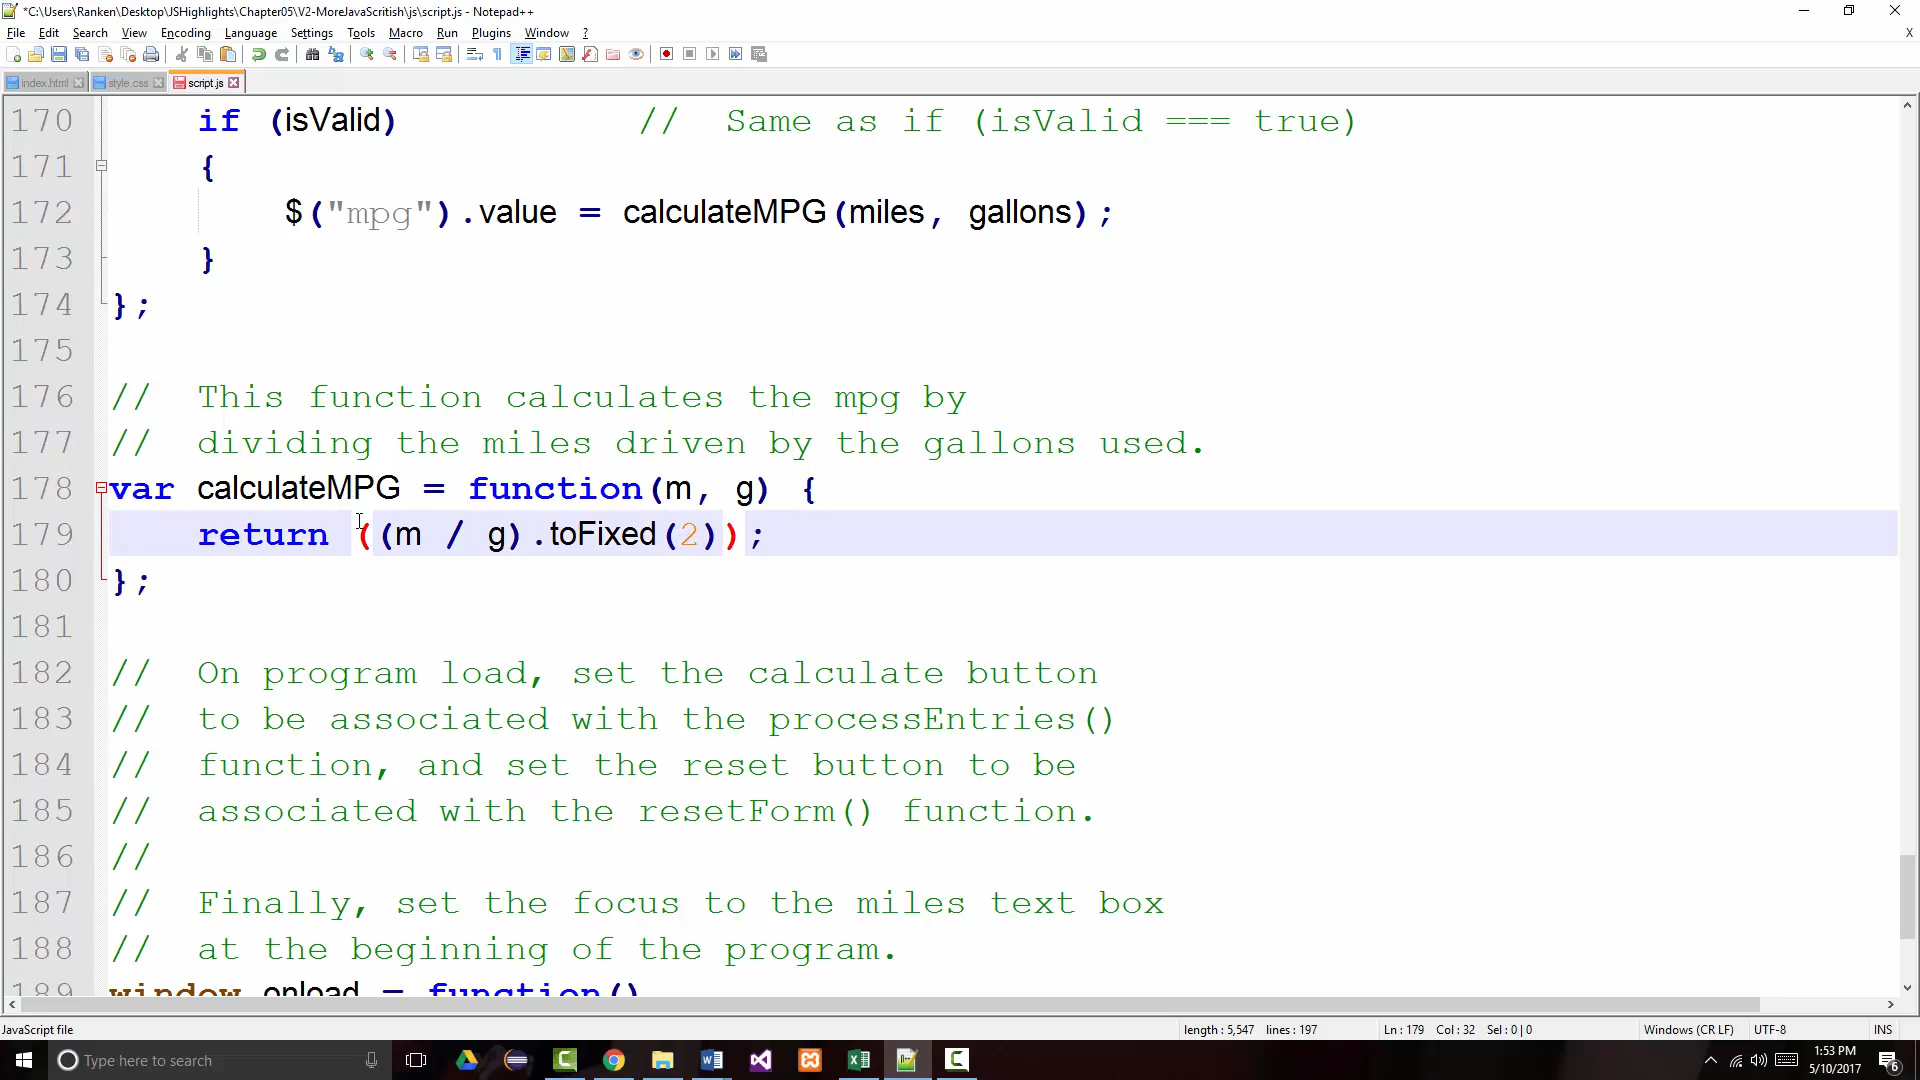 *C:\Users\Ranken\Desktop\JSHighlights\Chapter05\V2-MoreJavaScritish\js\script.js - Notepad++
File Edit Search View Encoding Language Settings Tools Macro Run Plugins Window ? X
index.html style.css script.js
170 if (isValid) // Same as if (isValid === true)
171 {
172 $("mpg").value = calculateMPG(miles, gallons);
173 }
174 };
175
176 // This function calculates the mpg by
177 // dividing the miles driven by the gallons used.
178 var calculateMPG = function(m, g) {
179 return ((m / g).toFixed(2));
180 };
181
182 // On program load, set the calculate button
183 // to be associated with the processEntries()
184 // function, and set the reset button to be
185 // associated with the resetForm() function.
186 //
187 // Finally, set the focus to the miles text box
188 // at the beginning of the program.
189 window.onload = function()
JavaScript file length : 5,547 lines : 197 Ln : 179 Col : 32 Sel : 0 | 0 Windows (CR LF) UTF-8 INS
Type here to search 1:53 PM
5/10/2017 6